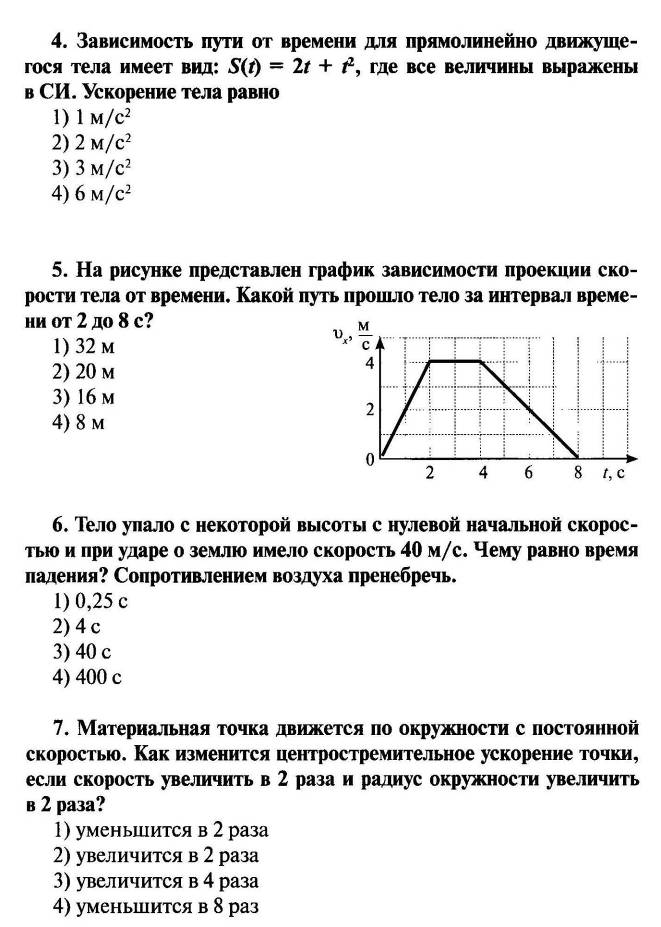 4. Зависимость пути от времени для прямолинейно движуще-
гося тела имеет вид: S(t) = 2t + t², где все величины выражены
в СИ. Ускорение тела равно
1) 1 м/с²
2) 2 м/с²
3) 3 м/с²
4) 6 м/с²
5. На рисунке представлен график зависимости проекции ско-
рости тела от времени. Какой путь прошло тело за интервал време-
ни от 2 до 8 с?
1) 32 м
2) 20 м
3) 16 м
4) 8 м
υₓ, м/с
4
2
0
2 4 6 8 t, с
6. Тело упало с некоторой высоты с нулевой начальной скорос-
тью и при ударе о землю имело скорость 40 м/с. Чему равно время
падения? Сопротивлением воздуха пренебречь.
1) 0,25 с
2) 4 с
3) 40 с
4) 400 с
7. Материальная точка движется по окружности с постоянной
скоростью. Как изменится центростремительное ускорение точки,
если скорость увеличить в 2 раза и радиус окружности увеличить
в 2 раза?
1) уменьшится в 2 раза
2) увеличится в 2 раза
3) увеличится в 4 раза
4) уменьшится в 8 раз